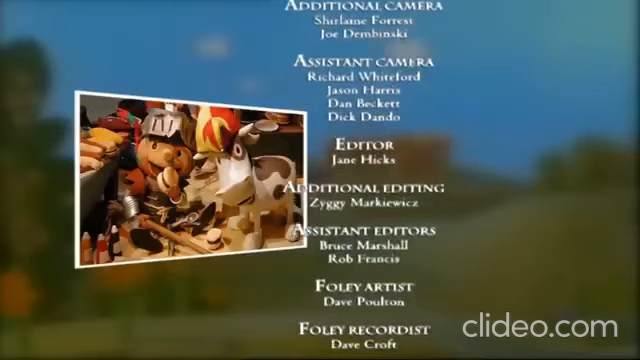 ADDITIONAL CAMERA
Shirlaine Forrest
Joe Dembinski
ASSISTANT CAMERA
Richard Whiteford
Jason Harris
Dan Beckett
Dick Dando
EDITOR
Jane Hicks
ADDITIONAL EDITING
Zyggy Markiewicz
ASSISTANT EDITORS
Bruce Marshall
Rob Francis
FOLEY ARTIST
Dave Poulton
FOLEY RECORDIST
Dave Croft
clideo.com